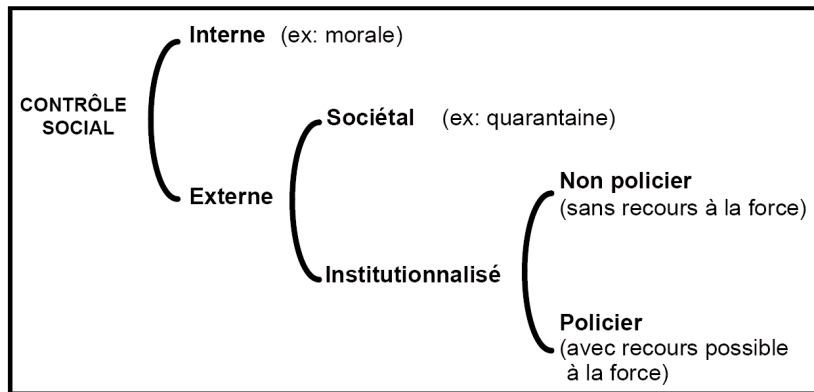 Interne (ex: morale)
CONTRÔLE
SOCIAL
Sociétal (ex: quarantaine)
Externe
Non policier
(sans recours à la force)
Institutionnalisé
Policier
(avec recours possible
à la force)